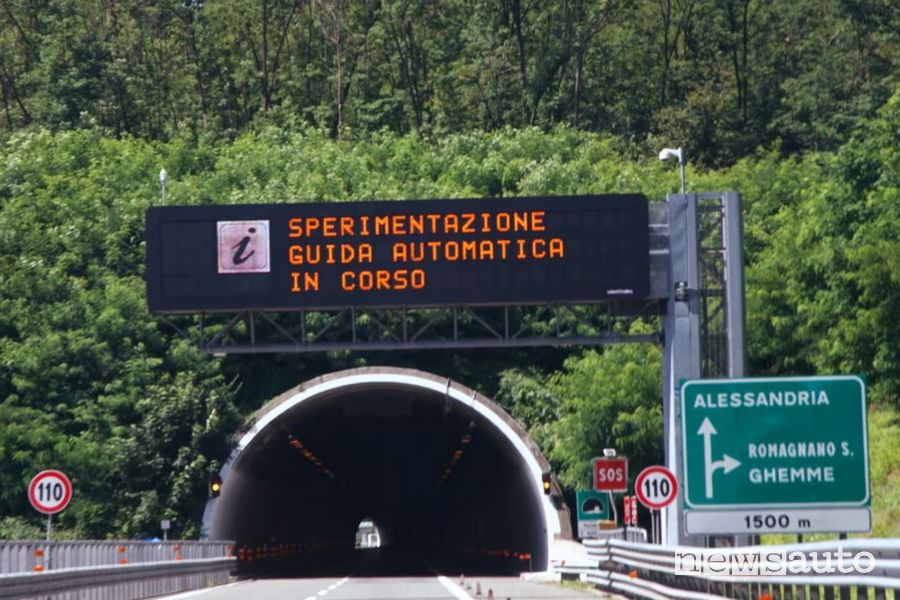 i
SPERIMENTAZIONE
GUIDA AUTOMATICA
IN CORSO
ALESSANDRIA
ROMAGNANO S.
GHEMME
1500 m
110
SOS
110
newsauto